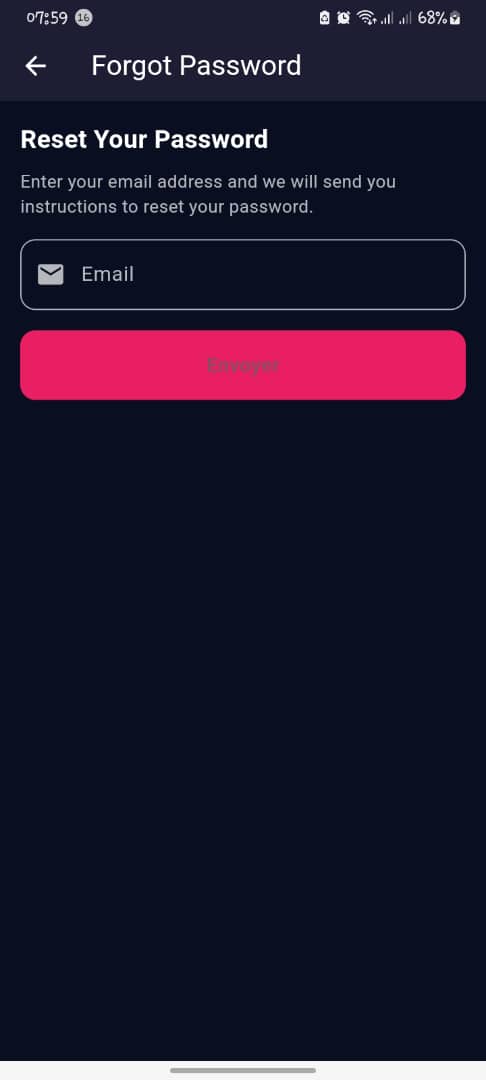 07:59 16 68%
Forgot Password
Reset Your Password
Enter your email address and we will send you
instructions to reset your password.
Email
Envoyer